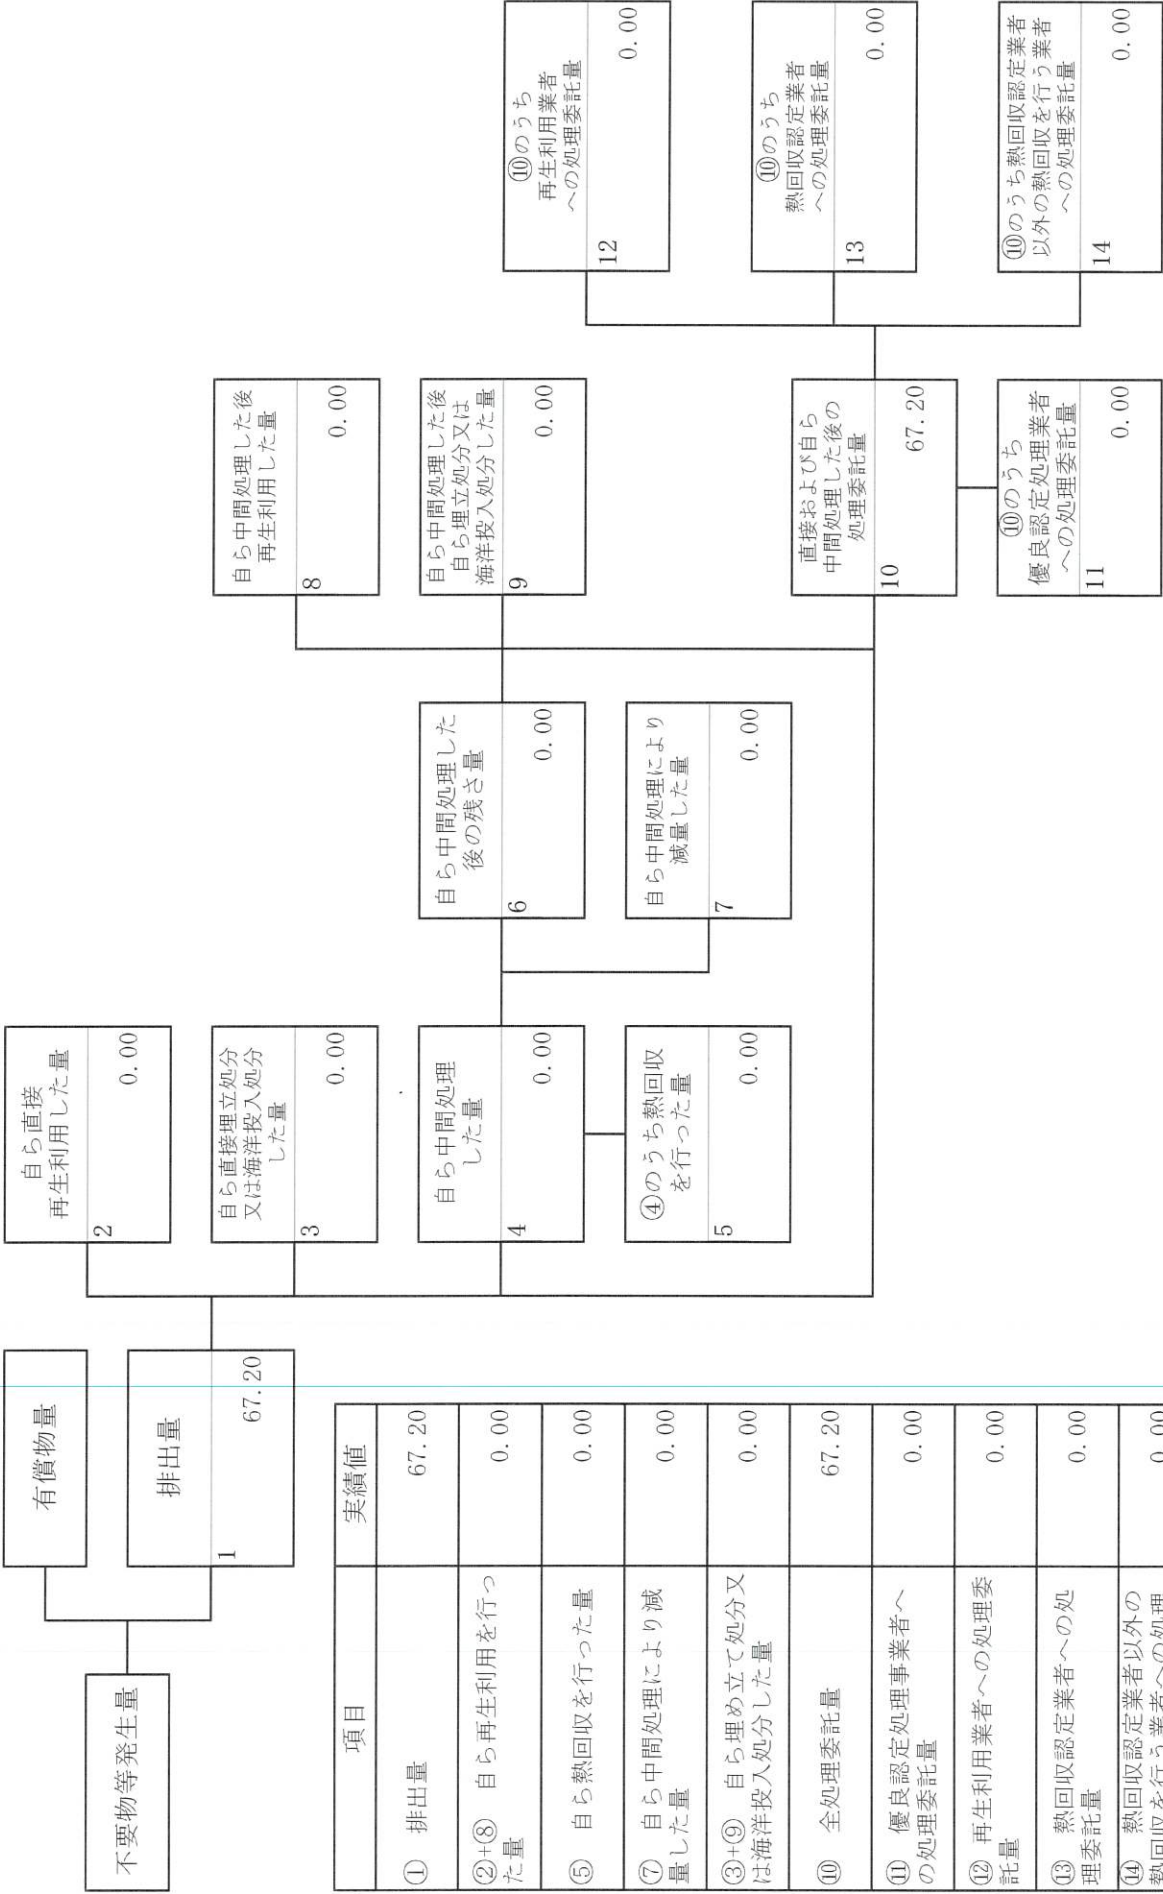 不要物等発生量
有償物量
排出量
1
67.20
自ら直接
再生利用した量
2
0.00
自ら直接埋立処分
又は海洋投入処分
した量
3
0.00
自ら中間処理
した量
4
0.00
④のうち熱回収
を行った量
5
0.00
自ら中間処理した
後の残さ量
6
0.00
自ら中間処理により
減量した量
7
0.00
自ら中間処理した後
再生利用した量
8
0.00
自ら中間処理した後
自ら埋立処分又は
海洋投入処分した量
9
0.00
直接および自ら
中間処理した後の
処理委託量
10
67.20
⑩のうち
優良認定処理業者
への処理委託量
11
0.00
⑩のうち
再生利用業者
への処理委託量
12
0.00
⑩のうち
熱回収認定業者
への処理委託量
13
0.00
⑩のうち熱回収認定業者
以外の熱回収を行う業者
への処理委託量
14
0.00
項目 実績値
① 排出量 67.20
②+⑧ 自ら再生利用を行っ
た量 0.00
⑤ 自ら熱回収を行った量 0.00
⑦ 自ら中間処理により減
量した量 0.00
③+⑨ 自ら埋め立て処分又
は海洋投入処分した量 0.00
⑩ 全処理委託量 67.20
⑪ 優良認定処理事業者へ
の処理委託量 0.00
⑫ 再生利用業者への処理委
託量 0.00
⑬ 熱回収認定業者への処
理委託量 0.00
⑭ 熱回収認定業者以外の
熱回収を行う業者への処理 0.00